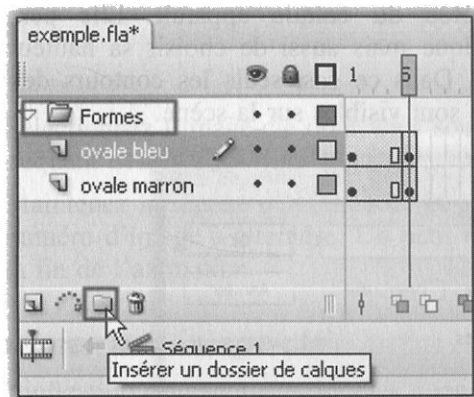 exemple.fla*
1 5
Formes
ovale bleu
ovale marron
Séquence 1
Insérer un dossier de calques